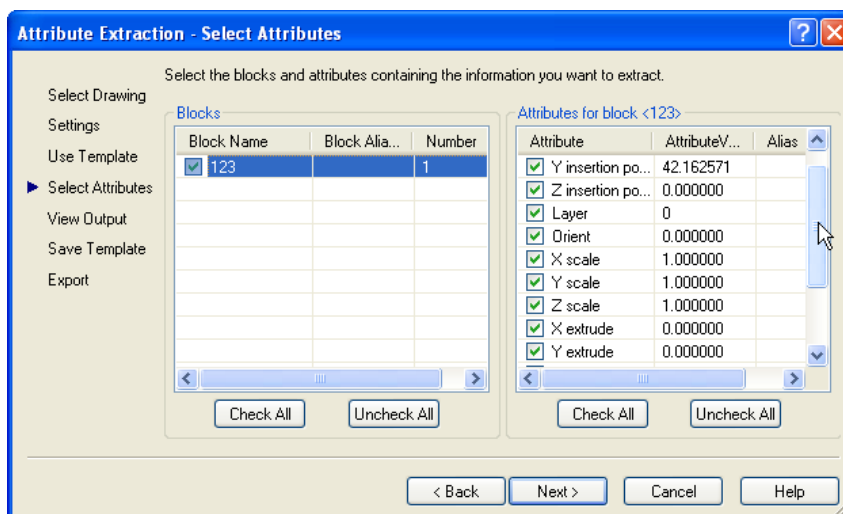 Attribute Extraction - Select Attributes
Select the blocks and attributes containing the information you want to extract.
Select Drawing
Settings
Use Template
Select Attributes
View Output
Save Template
Export
Blocks
Block Name Block Alia... Number
123 1
Check All Uncheck All
Attributes for block <123>
Attribute AttributeV... Alias
Y insertion po... 42.162571
Z insertion po... 0.000000
Layer 0
Orient 0.000000
X scale 1.000000
Y scale 1.000000
Z scale 1.000000
X extrude 0.000000
Y extrude 0.000000
Check All Uncheck All
< Back Next > Cancel Help